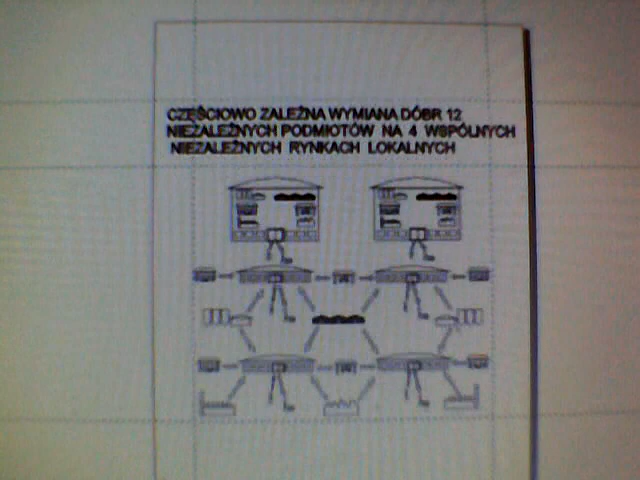 CZĘŚCIOWO ZALEŻNA WYMIANA DÓBR 12
NIEZALEŻNYCH PODMIOTÓW NA 4 WSPÓLNYCH
NIEZALEŻNYCH RYNKACH LOKALNYCH